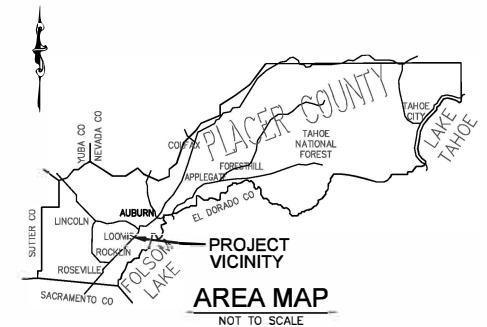 PLACER COUNTY
YUBA CO
NEVADA CO
COLFAX
TAHOE
CITY
LAKE
TAHOE
TAHOE
NATIONAL
FOREST
FORESTHILL
APPLEGATE
AUBURN
EL DORADO CO
LINCOLN
SUTTER CO
LOOMIS
ROCKLIN
ROSEVILLE
FOLSOM
LAKE
SACRAMENTO CO
PROJECT
VICINITY
AREA MAP
NOT TO SCALE